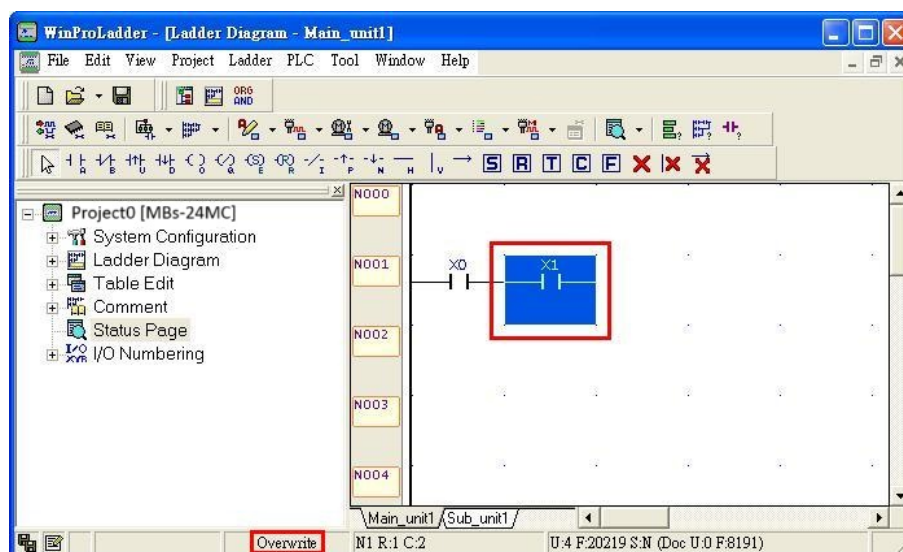 WinProLadder - [Ladder Diagram - Main_unit1]
File Edit View Project Ladder PLC Tool Window Help
ORG
AND
A B U D O Q E R I P N H V S R T C F
Project0 [MBs-24MC]
System Configuration
Ladder Diagram
Table Edit
Comment
Status Page
I/O Numbering
N000
N001
X0
X1
N002
N003
N004
Main_unit1 Sub_unit1
Overwrite
N1 R:1 C:2
U:4 F:20219 S:N (Doc U:0 F:8191)